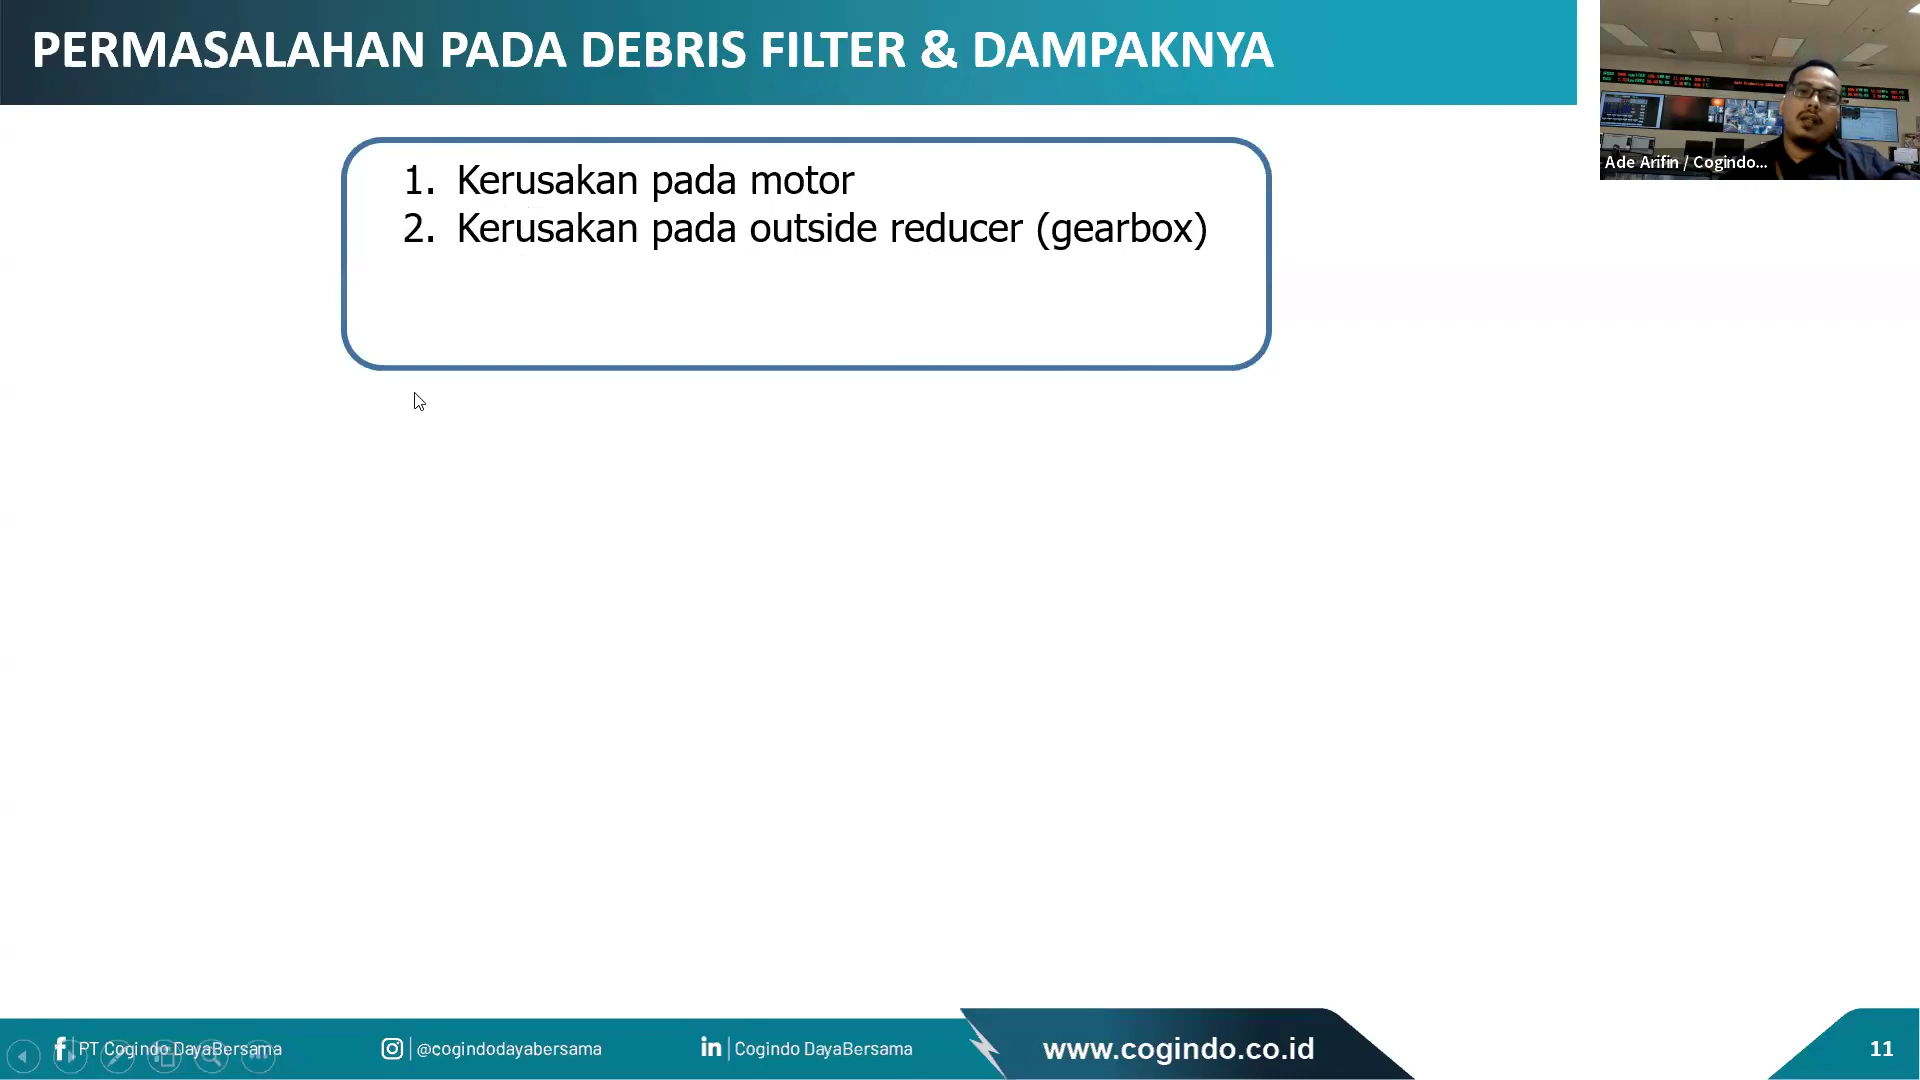 PERMASALAHAN PADA DEBRIS FILTER & DAMPAKNYA
Ade Arifin / Cogindo...
1. Kerusakan pada motor
2. Kerusakan pada outside reducer (gearbox)
PT Cogindo DayaBersama
@cogindodayabersama
in Cogindo DayaBersama
www.cogindo.co.id
11